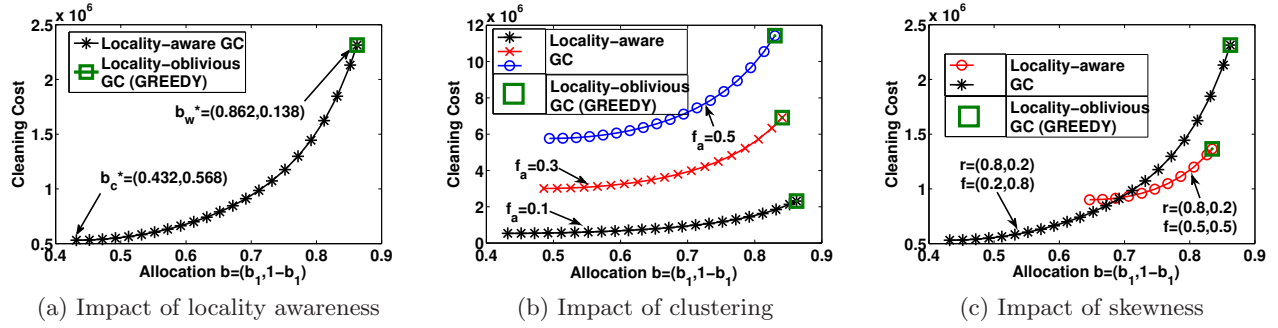 x 10^6
2.5
2
1.5
1
0.5
0.4 0.5 0.6 0.7 0.8 0.9
Cleaning Cost
Allocation b=(b_1,1−b_1)
Locality−aware GC
Locality−oblivious
GC (GREEDY)
b_w*=(0.862,0.138)
b_c*=(0.432,0.568)
(a) Impact of locality awareness
x 10^6
12
10
8
6
4
2
0
0.4 0.5 0.6 0.7 0.8 0.9
Cleaning Cost
Allocation b=(b_1,1−b_1)
Locality−aware
GC
Locality−oblivious
GC (GREEDY)
f_a=0.5
f_a=0.3
f_a=0.1
(b) Impact of clustering
x 10^6
2.5
2
1.5
1
0.5
0.4 0.5 0.6 0.7 0.8 0.9
Cleaning Cost
Allocation b=(b_1,1−b_1)
Locality−aware
GC
Locality−oblivious
GC (GREEDY)
r=(0.8,0.2)
f=(0.2,0.8)
r=(0.8,0.2)
f=(0.5,0.5)
(c) Impact of skewness